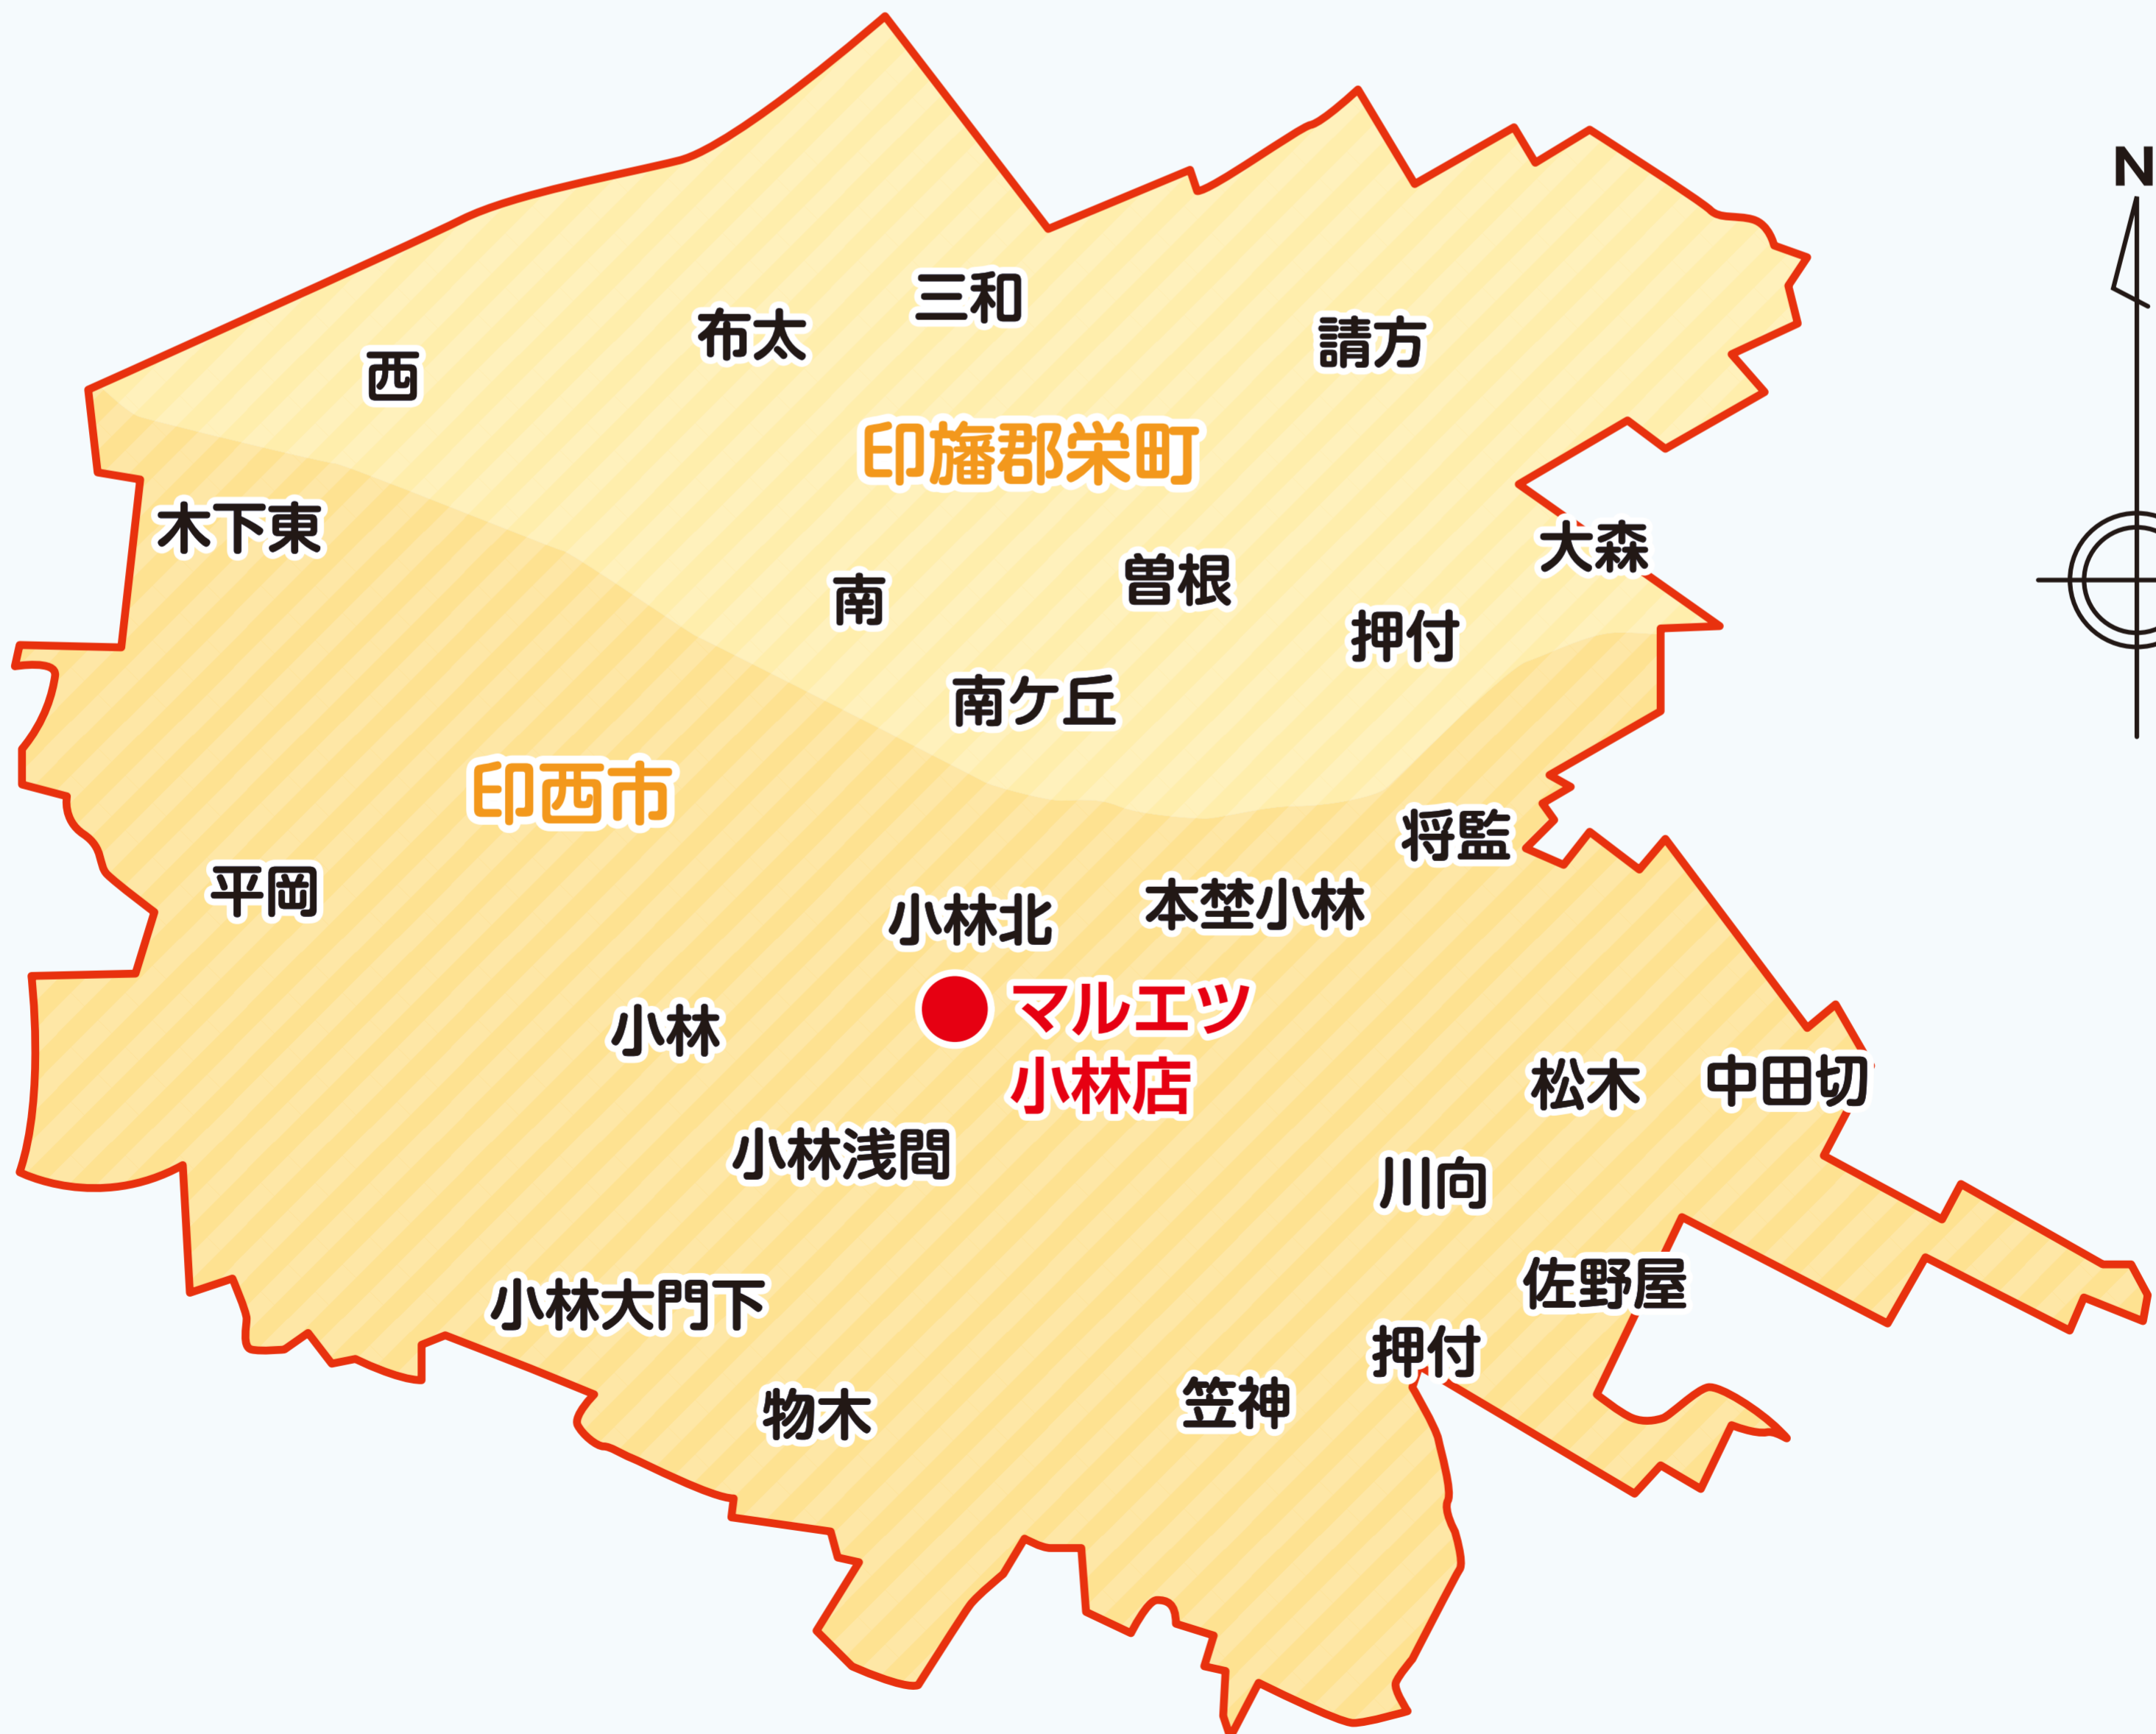 N
三和
布太
請方
西
印旛郡栄町
木下東
大森
曽根
南
押付
南ケ丘
印西市
将監
平岡
小林北
本埜小林
マルエツ
小林店
小林
松木
中田切
小林浅間
川向
佐野屋
小林大門下
押付
笠神
物木